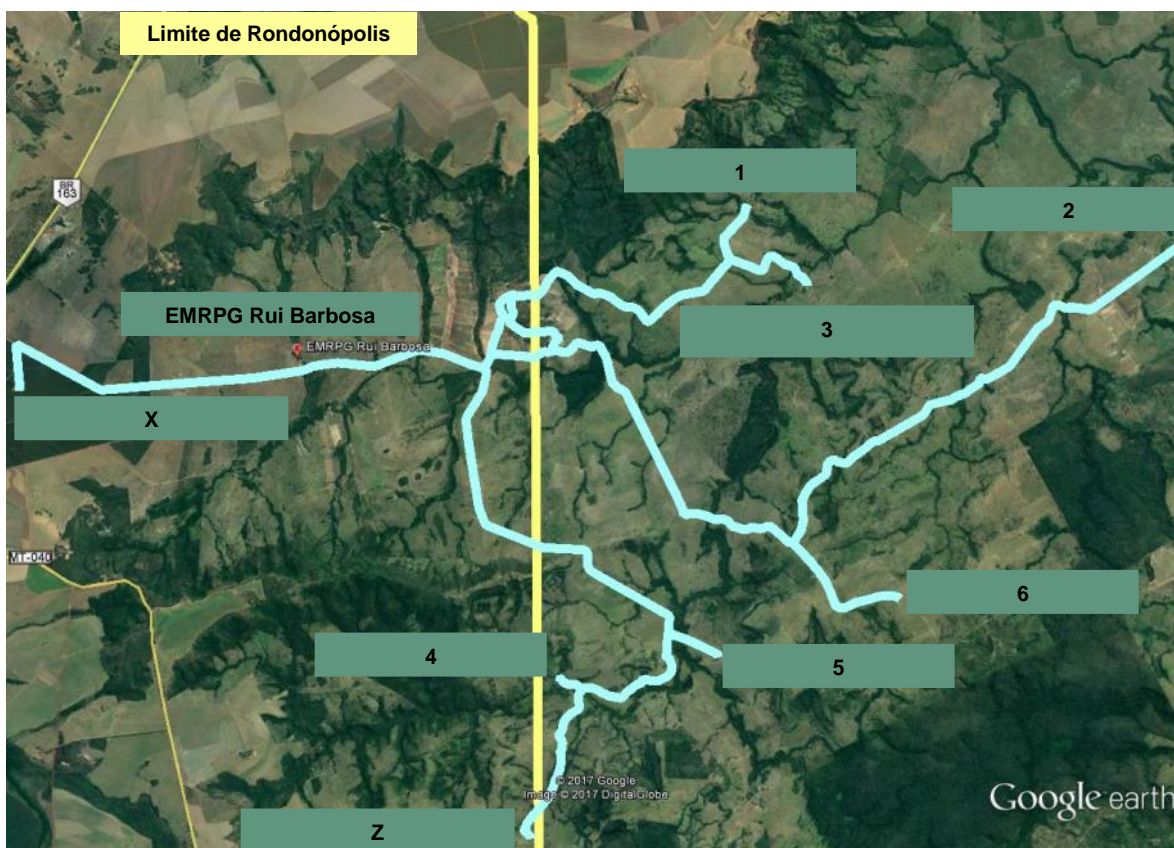 Limite de Rondonópolis
BR
163
1
2
EMRPG Rui Barbosa
EMRPG Rui Barbosa
3
X
MT-040
6
4
5
© 2017 Google
Image © 2017 DigitalGlobe
Google earth
Z